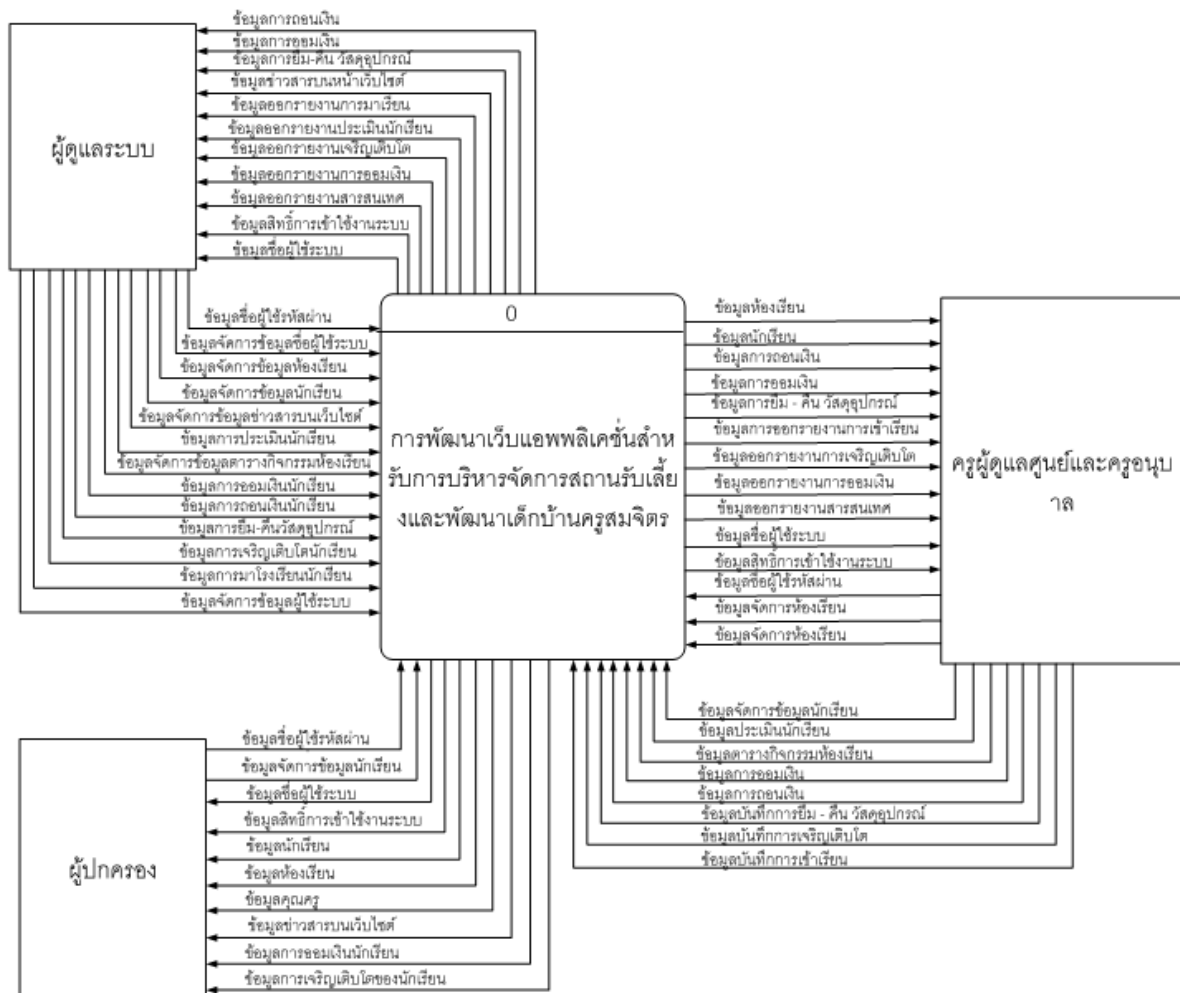 ข้อมูลการถอนเงิน
ข้อมูลการออมเงิน
ข้อมูลการยืม-คืน วัสดุอุปกรณ์
ข้อมูลข่าวสารบนหน้าเว็บไซต์
ข้อมูลออกรายงานการมาเรียน
ข้อมูลออกรายงานประเมินนักเรียน
ข้อมูลออกรายงานเจริญเติบโต
ข้อมูลออกรายงานการออมเงิน
ข้อมูลออกรายงานสารสนเทศ
ข้อมูลสิทธิ์การเข้าใช้งานระบบ
ข้อมูลชื่อผู้ใช้ระบบ
ผู้ดูแลระบบ
ข้อมูลชื่อผู้ใช้รหัสผ่าน
ข้อมูลจัดการข้อมูลชื่อผู้ใช้ระบบ
ข้อมูลจัดการข้อมูลห้องเรียน
ข้อมูลจัดการข้อมูลนักเรียน
ข้อมูลจัดการข้อมูลข่าวสารบนเว็บไซต์
ข้อมูลการประเมินนักเรียน
ข้อมูลจัดการข้อมูลตารางกิจกรรมห้องเรียน
ข้อมูลการออมเงินนักเรียน
ข้อมูลการถอนเงินนักเรียน
ข้อมูลการยืม-คืนวัสดุอุปกรณ์
ข้อมูลการเจริญเติบโตนักเรียน
ข้อมูลการมาโรงเรียนนักเรียน
ข้อมูลจัดการข้อมูลผู้ใช้ระบบ
0
การพัฒนาเว็บแอพพลิเคชั่นสำห
รับการบริหารจัดการสถานรับเลี้ย
งและพัฒนาเด็กบ้านครูสมจิตร
ข้อมูลห้องเรียน
ข้อมูลนักเรียน
ข้อมูลการถอนเงิน
ข้อมูลการออมเงิน
ข้อมูลการยืม - คืน วัสดุอุปกรณ์
ข้อมูลการออกรายงานการเข้าเรียน
ข้อมูลออกรายงานการเจริญเติบโต
ข้อมูลออกรายงานการออมเงิน
ข้อมูลออกรายงานสารสนเทศ
ข้อมูลชื่อผู้ใช้ระบบ
ข้อมูลสิทธิ์การเข้าใช้งานระบบ
ข้อมูลชื่อผู้ใช้รหัสผ่าน
ข้อมูลจัดการห้องเรียน
ข้อมูลจัดการห้องเรียน
ครูผู้ดูแลศูนย์และครูอนุบ
าล
ข้อมูลจัดการข้อมูลนักเรียน
ข้อมูลประเมินนักเรียน
ข้อมูลตารางกิจกรรมห้องเรียน
ข้อมูลการออมเงิน
ข้อมูลการถอนเงิน
ข้อมูลบันทึกการยืม - คืน วัสดุอุปกรณ์
ข้อมูลบันทึกการเจริญเติบโต
ข้อมูลบันทึกการเข้าเรียน
ผู้ปกครอง
ข้อมูลชื่อผู้ใช้รหัสผ่าน
ข้อมูลจัดการข้อมูลนักเรียน
ข้อมูลชื่อผู้ใช้ระบบ
ข้อมูลสิทธิ์การเข้าใช้งานระบบ
ข้อมูลนักเรียน
ข้อมูลห้องเรียน
ข้อมูลคุณครู
ข้อมูลข่าวสารบนเว็บไซต์
ข้อมูลการออมเงินนักเรียน
ข้อมูลการเจริญเติบโตของนักเรียน